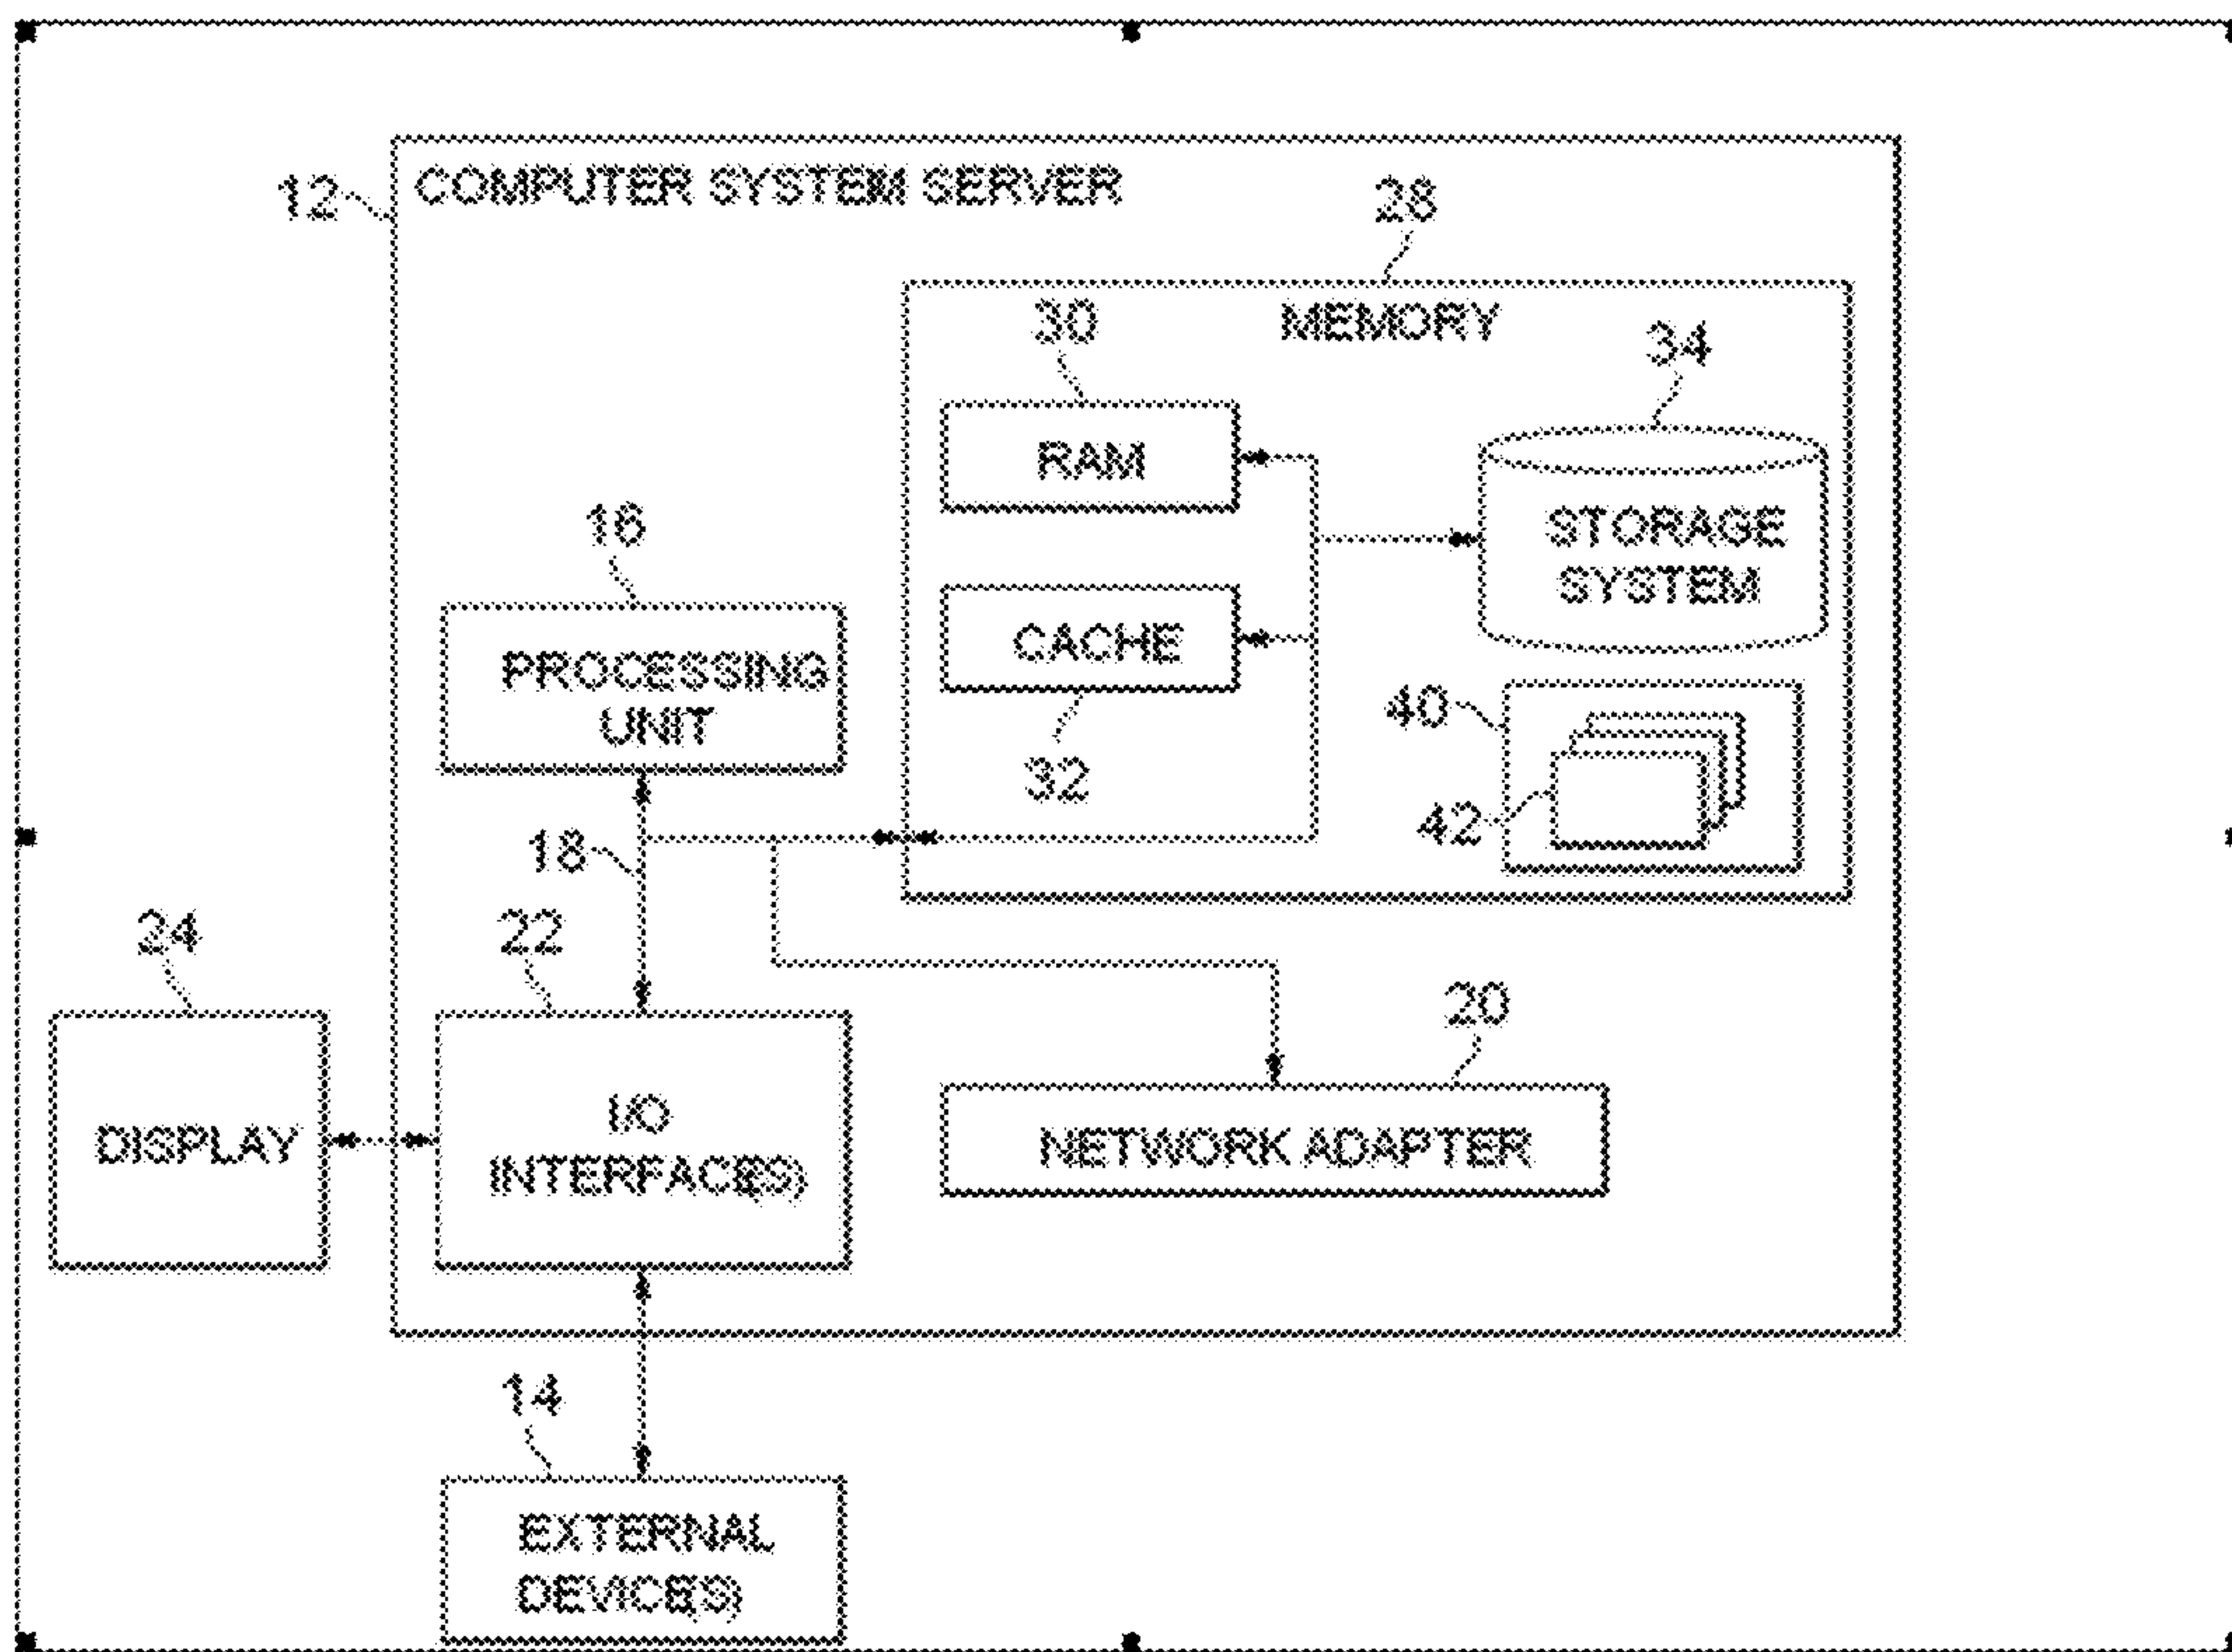 12
COMPUTER SYSTEM SERVER
28
30
MEMORY
34
RAM
16
STORAGE
SYSTEM
CACHE
PROCESSING
UNIT
40
32
42
18
24
22
20
DISPLAY
I/O
INTERFACE(S)
NETWORK ADAPTER
14
EXTERNAL
DEVICE(S)